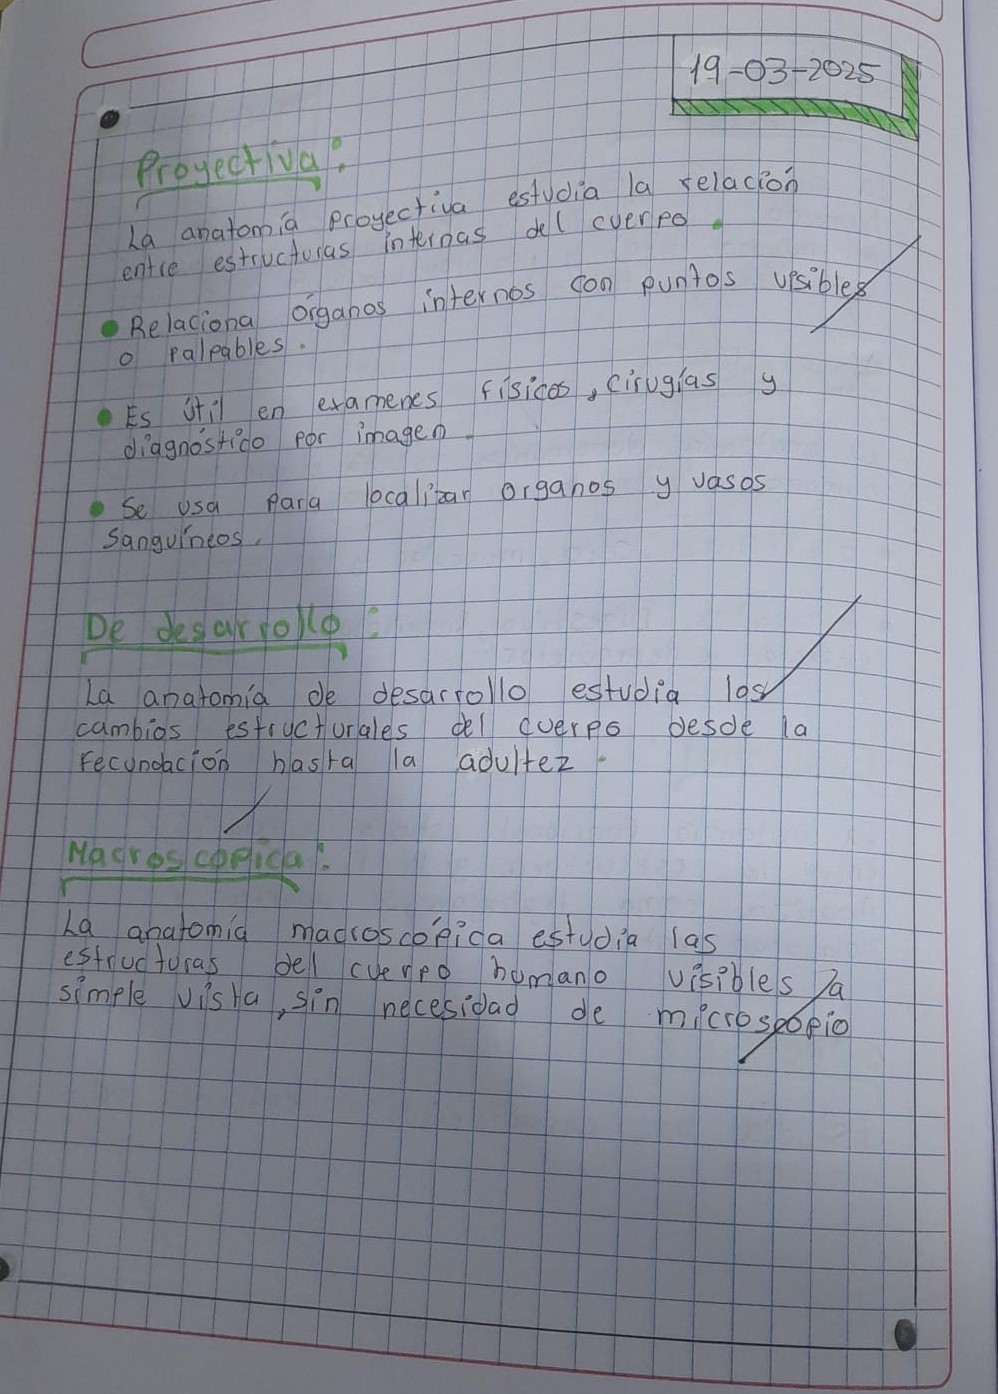 19-03-2025
Proyectiva:
La anatomía proyectiva estudia la relación
entre estructuras internas del cuerpo.
• Relaciona órganos internos con puntos visibles
o palpables.
• Es útil en examenes físicos, cirugías y
diagnóstico por imagen.
• Se usa para localizar organos y vasos
sanguíneos.
De desarrollo:
La anatomía de desarrollo estudia los
cambios estructurales del cuerpo desde la
fecundación hasta la adultez.
Macroscopica:
La anatomía macroscópica estudia las
estructuras del cuerpo humano visibles a
simple vista, sin necesidad de microscopio